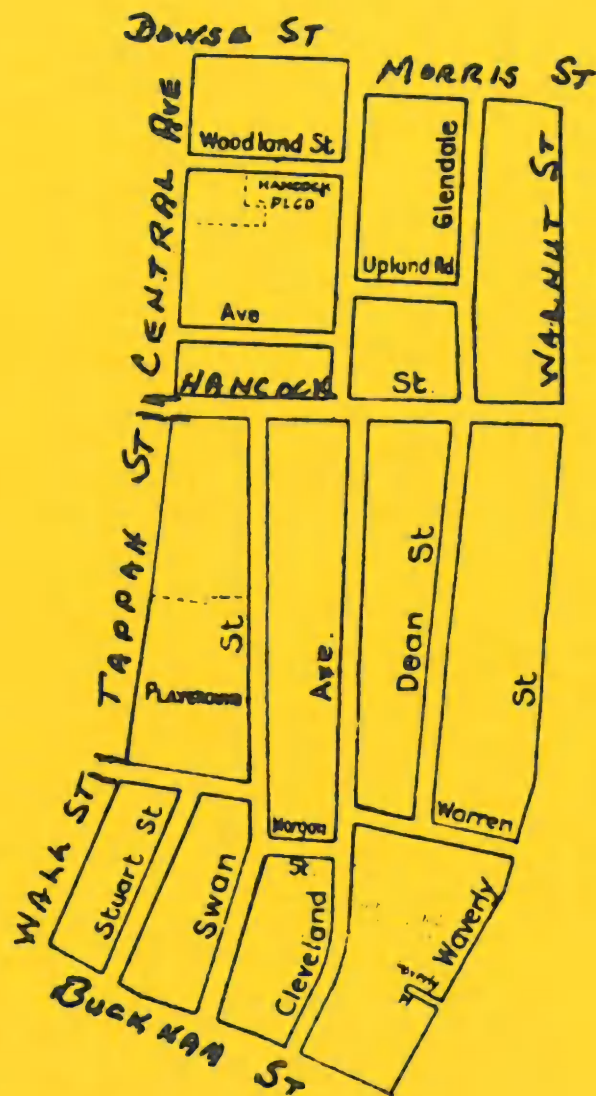 DOWSE ST
MORRIS ST
CENTRAL AVE
Woodland St
HANCOCK
PLGD
Glendale
WALNUT ST
Upland Rd.
Ave
HANCOCK
St.
TAPPAN ST
St
PLAYGROUND
Ave.
Dean St
St
Morgan
St
Warren
WALL ST
Stuart St
Swan
Cleveland
Waverly
BUCKNAM ST